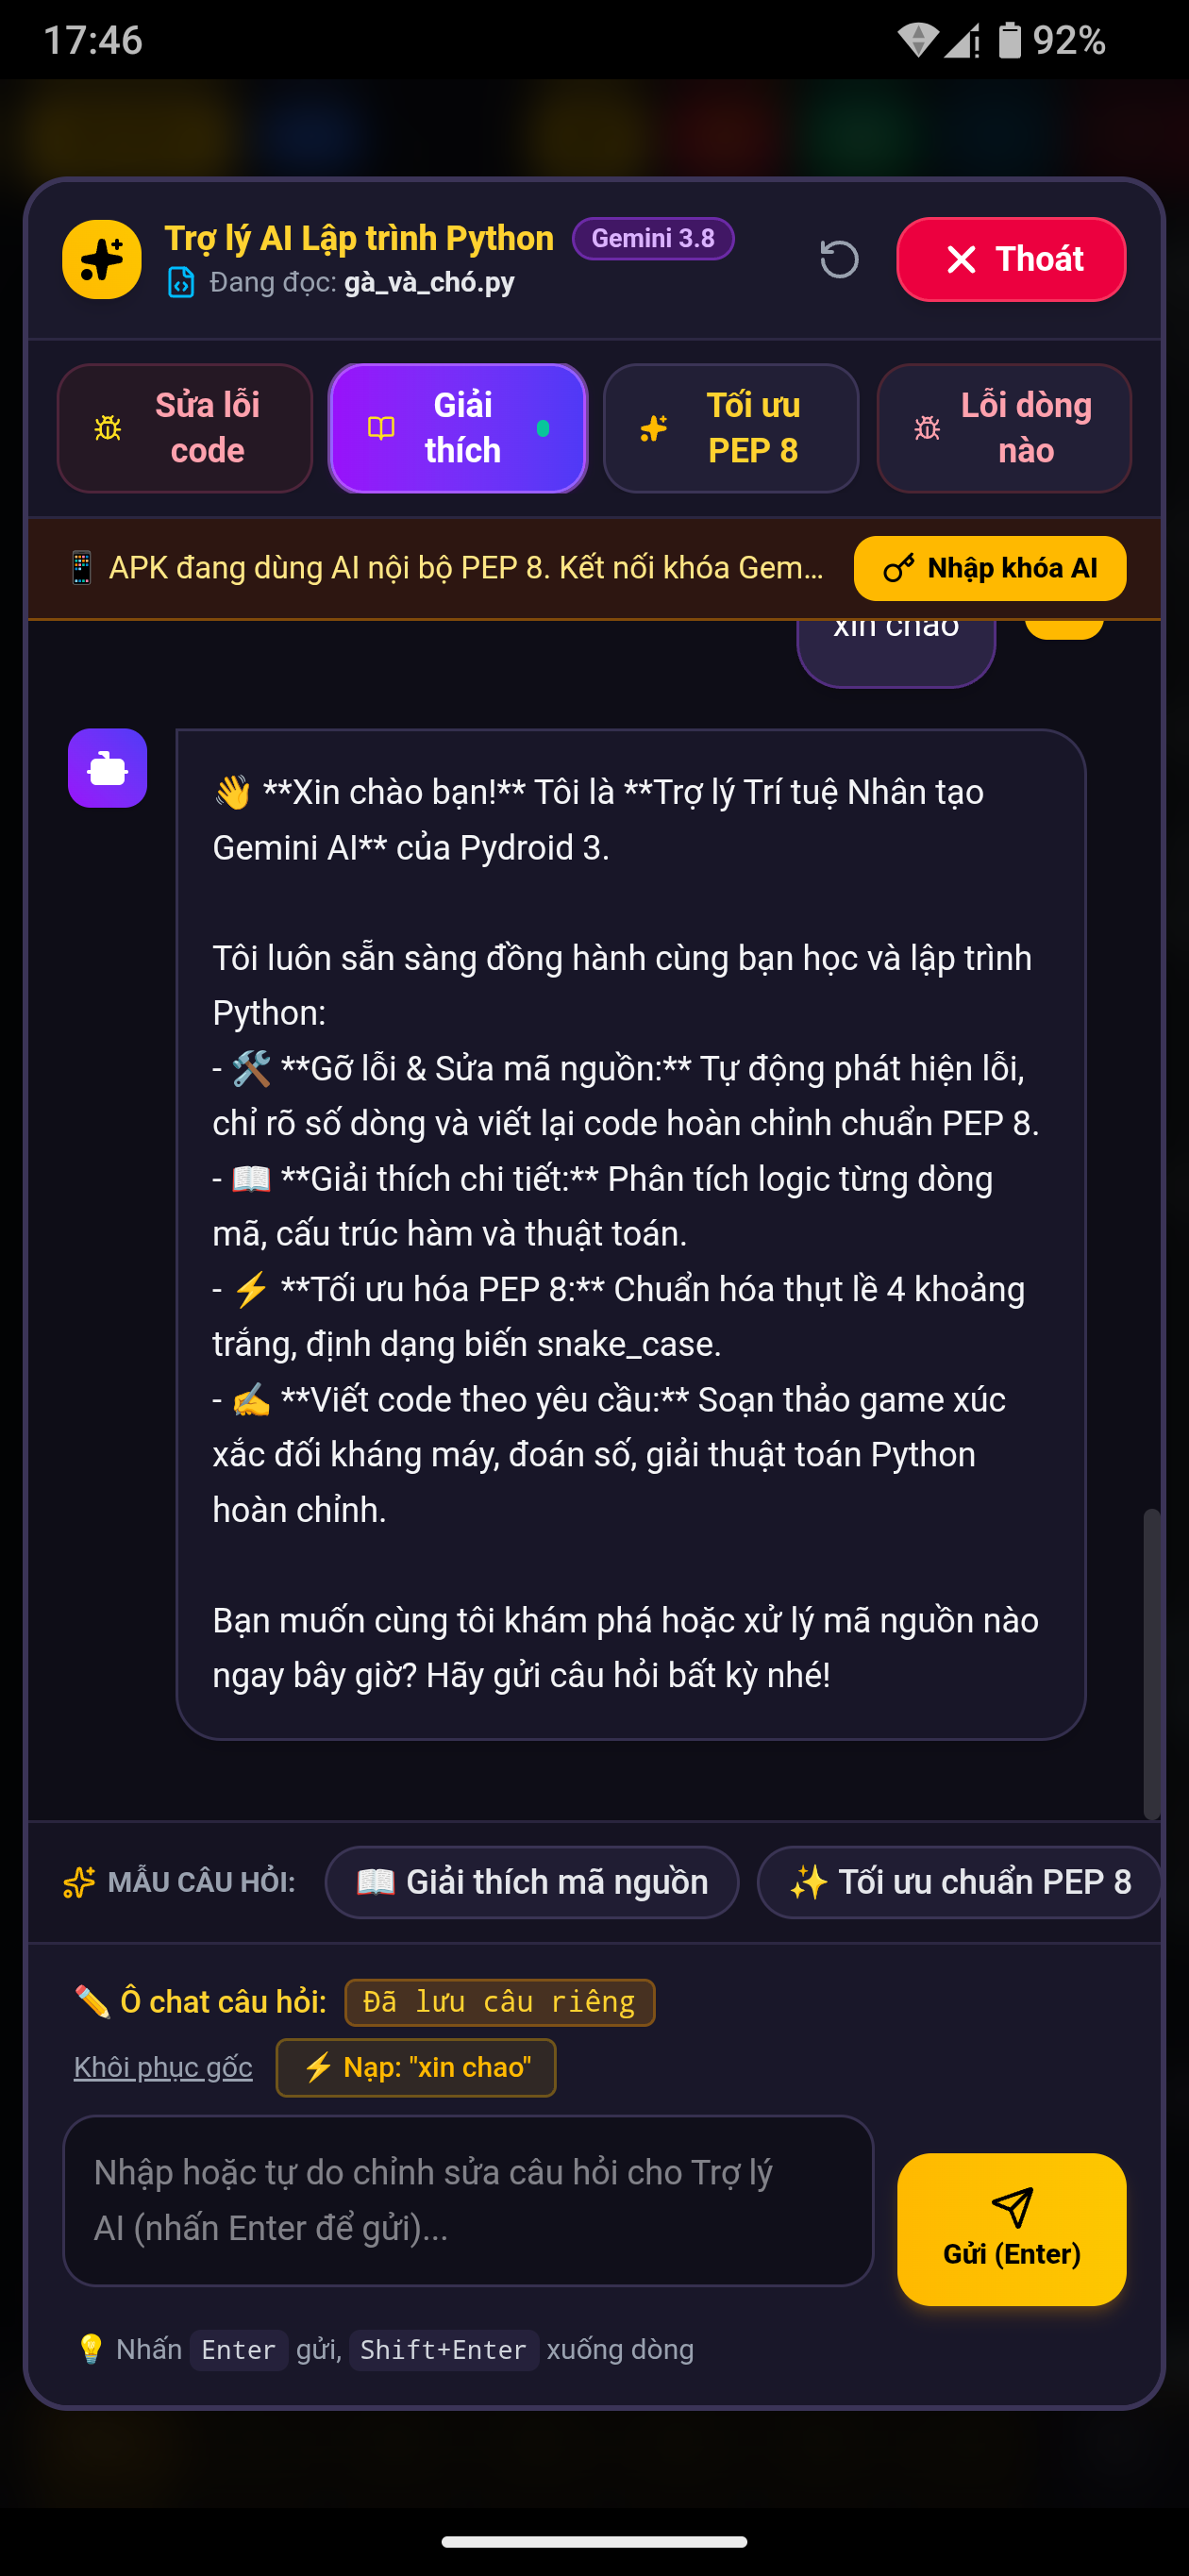 17:46
92%
Trợ lý AI Lập trình Python
Gemini 3.8
Đang đọc: gà_và_chó.py
Thoát
Sửa lỗi
code
Giải
thích
Tối ưu
PEP 8
Lỗi dòng
nào
📱 APK đang dùng AI nội bộ PEP 8. Kết nối khóa Gem...
Nhập khóa AI
xin chao
👋 **Xin chào bạn!** Tôi là **Trợ lý Trí tuệ Nhân tạo
Gemini AI** của Pydroid 3.
Tôi luôn sẵn sàng đồng hành cùng bạn học và lập trình
Python:
- 🛠️ **Gỡ lỗi & Sửa mã nguồn:** Tự động phát hiện lỗi,
chỉ rõ số dòng và viết lại code hoàn chỉnh chuẩn PEP 8.
- 📖 **Giải thích chi tiết:** Phân tích logic từng dòng
mã, cấu trúc hàm và thuật toán.
- ⚡ **Tối ưu hóa PEP 8:** Chuẩn hóa thụt lề 4 khoảng
trắng, định dạng biến snake_case.
- ✍️ **Viết code theo yêu cầu:** Soạn thảo game xúc
xắc đối kháng máy, đoán số, giải thuật toán Python
hoàn chỉnh.
Bạn muốn cùng tôi khám phá hoặc xử lý mã nguồn nào
ngay bây giờ? Hãy gửi câu hỏi bất kỳ nhé!
MẪU CÂU HỎI:
📖 Giải thích mã nguồn
✨ Tối ưu chuẩn PEP 8
✏️ Ô chat câu hỏi:
Đã lưu câu riêng
Khôi phục gốc
⚡ Nạp: "xin chao"
Nhập hoặc tự do chỉnh sửa câu hỏi cho Trợ lý
AI (nhấn Enter để gửi)...
Gửi (Enter)
💡 Nhấn Enter gửi, Shift+Enter xuống dòng